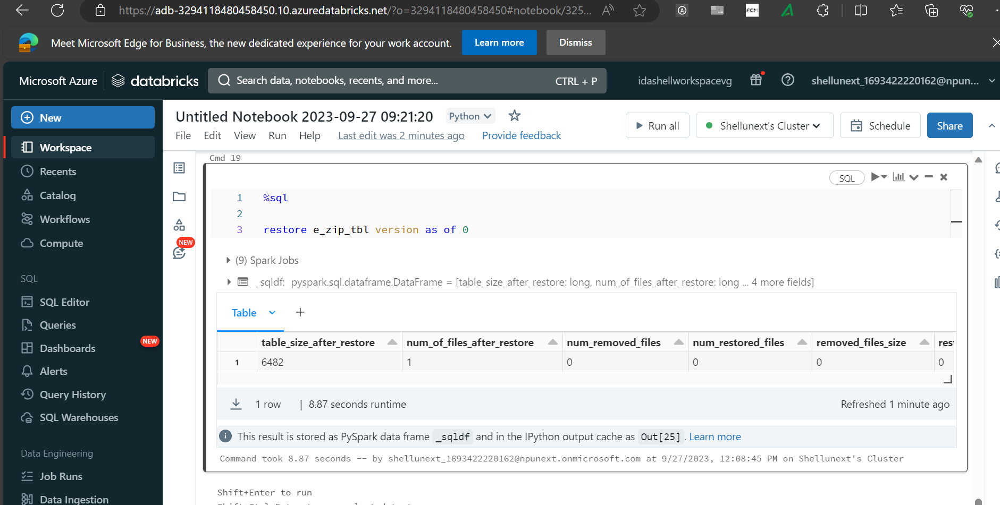 https://adb-3294118480458450.10.azuredatabricks.net/?o=3294118480458450#notebook/325...
FCM
Meet Microsoft Edge for Business, the new dedicated experience for your work account.
Learn more
Dismiss
Microsoft Azure
databricks
Search data, notebooks, recents, and more...
CTRL + P
idashellworkspacevg
shellunext_1693422220162@npun...
New
Workspace
Recents
Catalog
Workflows
Compute
SQL
SQL Editor
Queries
Dashboards
NEW
Alerts
Query History
SQL Warehouses
Data Engineering
Job Runs
Data Ingestion
Untitled Notebook 2023-09-27 09:21:20
Python
File Edit View Run Help Last edit was 2 minutes ago Provide feedback
Run all
Shellunext's Cluster
Schedule
Share
NEW
Cmd 19
SQL
1 %sql
2
3 restore e_zip_tbl version as of 0
(9) Spark Jobs
_sqldf: pyspark.sql.dataframe.DataFrame = [table_size_after_restore: long, num_of_files_after_restore: long ... 4 more fields]
Table +
table_size_after_restore num_of_files_after_restore num_removed_files num_restored_files removed_files_size res
1 6482 1 0 0 0 0
1 row | 8.87 seconds runtime
Refreshed 1 minute ago
This result is stored as PySpark data frame _sqldf and in the IPython output cache as Out[25] . Learn more
Command took 8.87 seconds -- by shellunext_1693422220162@npunext.onmicrosoft.com at 9/27/2023, 12:08:45 PM on Shellunext's Cluster
Shift+Enter to run